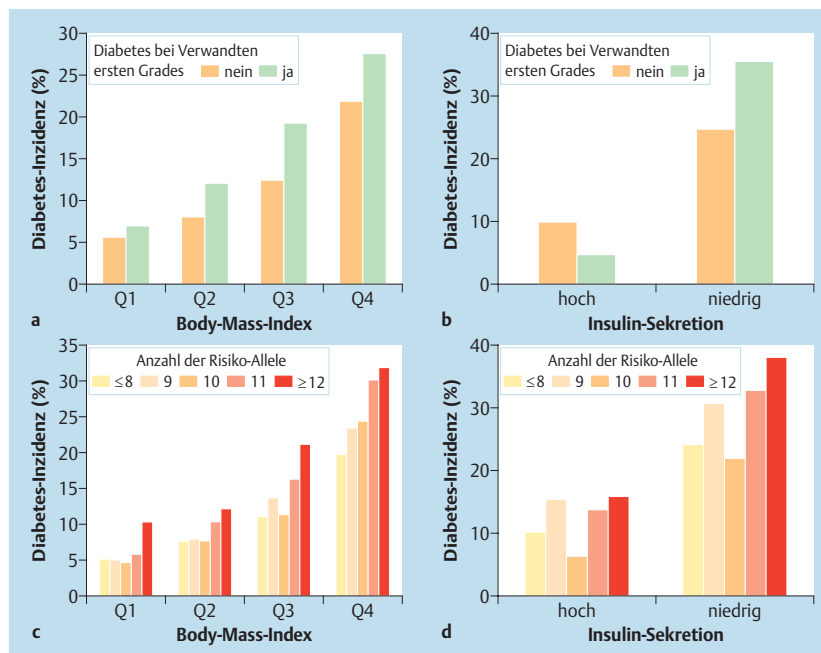 Diabetes-Inzidenz (%)
30
25
20
15
10
5
0
Diabetes bei Verwandten
ersten Grades nein ja
Q1 Q2 Q3 Q4
a
Body-Mass-Index
Diabetes-Inzidenz (%)
40
30
20
10
0
Diabetes bei Verwandten
ersten Grades nein ja
hoch niedrig
b
Insulin-Sekretion
Diabetes-Inzidenz (%)
35
30
25
20
15
10
5
0
Anzahl der Risiko-Allele
≤8 9 10 11 ≥12
Q1 Q2 Q3 Q4
c
Body-Mass-Index
Diabetes-Inzidenz (%)
40
30
20
10
0
Anzahl der Risiko-Allele
≤8 9 10 11 ≥12
hoch niedrig
d
Insulin-Sekretion